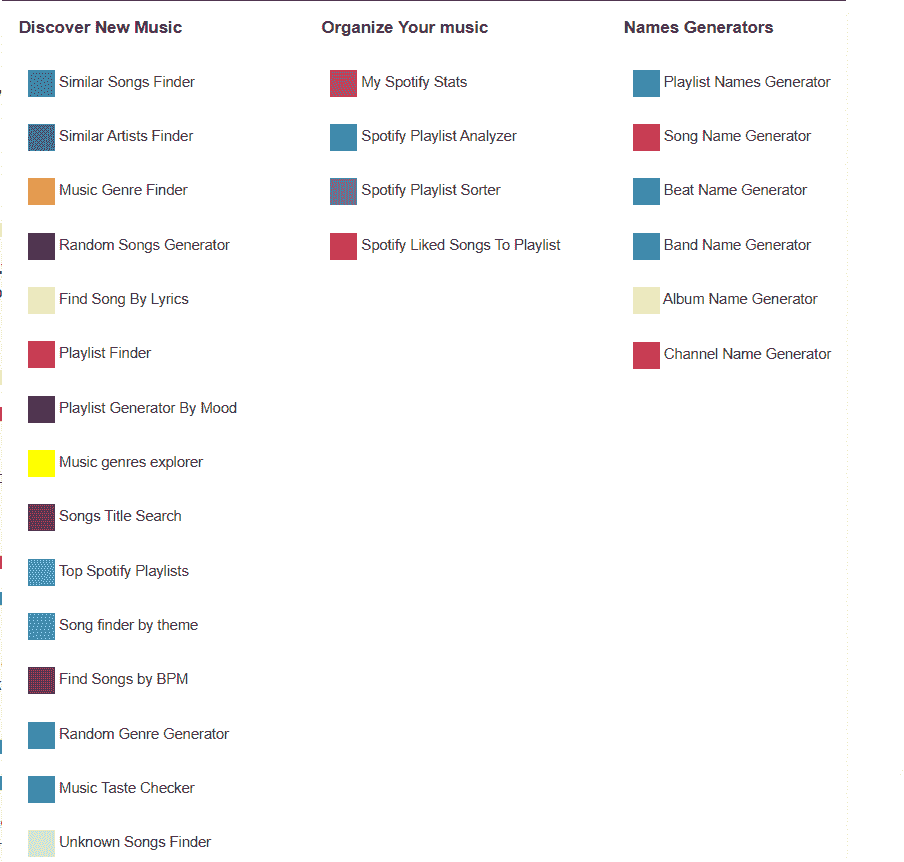 Discover New Music
Similar Songs Finder
Similar Artists Finder
Music Genre Finder
Random Songs Generator
Find Song By Lyrics
Playlist Finder
Playlist Generator By Mood
Music genres explorer
Songs Title Search
Top Spotify Playlists
Song finder by theme
Find Songs by BPM
Random Genre Generator
Music Taste Checker
Unknown Songs Finder
Organize Your music
My Spotify Stats
Spotify Playlist Analyzer
Spotify Playlist Sorter
Spotify Liked Songs To Playlist
Names Generators
Playlist Names Generator
Song Name Generator
Beat Name Generator
Band Name Generator
Album Name Generator
Channel Name Generator